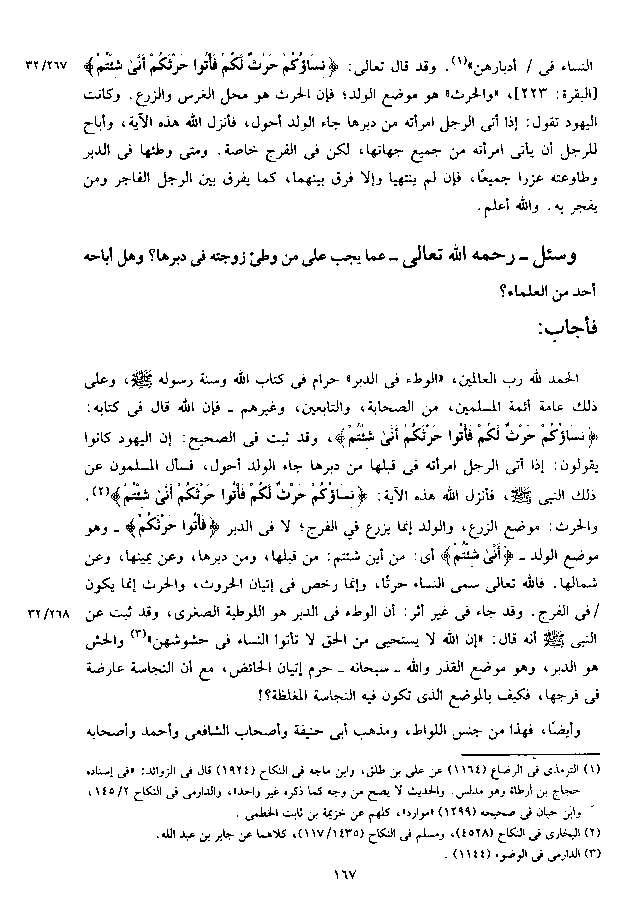 النساء فى / أدبارهن»(١). وقد قال تعالى: ﴿نِسَاؤُكُمْ حَرْثٌ لَكُمْ فَأْتُوا حَرْثَكُمْ أَنَّىٰ شِئْتُمْ﴾ ٣٢/٢٦٧
[البقرة: ٢٢٣]، «والحرث» هو موضع الولد؛ فإن الحرث هو محل الغرس والزرع. وكانت
اليهود تقول: إذا أتى الرجل امرأته من دبرها جاء الولد أحول، فأنزل الله هذه الآية، وأباح
للرجل أن يأتى امرأته من جميع جهاتها، لكن فى الفرج خاصة. ومتى وطئها فى الدبر
وطاوعته عزرا جميعًا، فإن لم ينتهيا وإلا فرق بينهما، كما يفرق بين الرجل الفاجر ومن
يفجر به. والله أعلم.
وسئل ـ رحمه الله تعالى ـ عما يجب على من وطئ زوجته فى دبرها؟ وهل أباحه
أحد من العلماء؟
فأجاب:
الحمد لله رب العالمين، «الوطء فى الدبر» حرام فى كتاب الله وسنة رسوله ﷺ، وعلى
ذلك عامة أئمة المسلمين، من الصحابة، والتابعين، وغيرهم ـ فإن الله قال فى كتابه:
﴿نِسَاؤُكُمْ حَرْثٌ لَكُمْ فَأْتُوا حَرْثَكُمْ أَنَّىٰ شِئْتُمْ﴾، وقد ثبت فى الصحيح: إن اليهود كانوا
يقولون: إذا أتى الرجل امرأته فى قبلها من دبرها جاء الولد أحول، فسأل المسلمون عن
ذلك النبى ﷺ، فأنزل الله هذه الآية: ﴿نِسَاؤُكُمْ حَرْثٌ لَكُمْ فَأْتُوا حَرْثَكُمْ أَنَّىٰ شِئْتُمْ﴾(٢).
والحرث: موضع الزرع، والولد إنما يزرع فى الفرج؛ لا فى الدبر ﴿فَأْتُوا حَرْثَكُمْ﴾ ـ وهو
موضع الولد ـ ﴿أَنَّىٰ شِئْتُمْ﴾ أى: من أين شئتم: من قبلها، ومن دبرها، وعن يمينها، وعن
شمالها. فالله تعالى سمى النساء حرثًا، وإنما رخص فى إتيان الحروث، والحرث إنما يكون
/ فى الفرج. وقد جاء فى غير أثر: أن الوطء فى الدبر هو اللوطية الصغرى، وقد ثبت عن ٣٢/٢٦٨
النبى ﷺ أنه قال: «إن الله لا يستحيى من الحق لا تأتوا النساء فى حشوشهن»(٣) والحش
هو الدبر، وهو موضع القذر والله ـ سبحانه ـ حرم إتيان الحائض، مع أن النجاسة عارضة
فى فرجها، فكيف بالموضع الذى تكون فيه النجاسة المغلظة؟!
وأيضًا، فهذا من جنس اللواط، ومذهب أبى حنيفة وأصحاب الشافعى وأحمد وأصحابه
(١) الترمذى فى الرضاع (١١٦٤) عن على بن طلق، وابن ماجه فى النكاح (١٩٢٤) قال فى الزوائد: «فى إسناده
حجاج بن أرطاة وهو مدلس. والحديث لا يصح من وجه كما ذكره غير واحد»، والدارمى فى النكاح ١٤٥/٢،
وابن حبان فى صحيحه (١٢٩٩) «موارد»، كلهم عن خزيمة بن ثابت الخطمى .
(٢) البخارى فى النكاح (٤٥٢٨)، ومسلم فى النكاح (١١٧/١٤٣٥)، كلاهما عن جابر بن عبد الله.
(٣) الدارمى فى الوضوء (١١٤٤) .
١٦٧